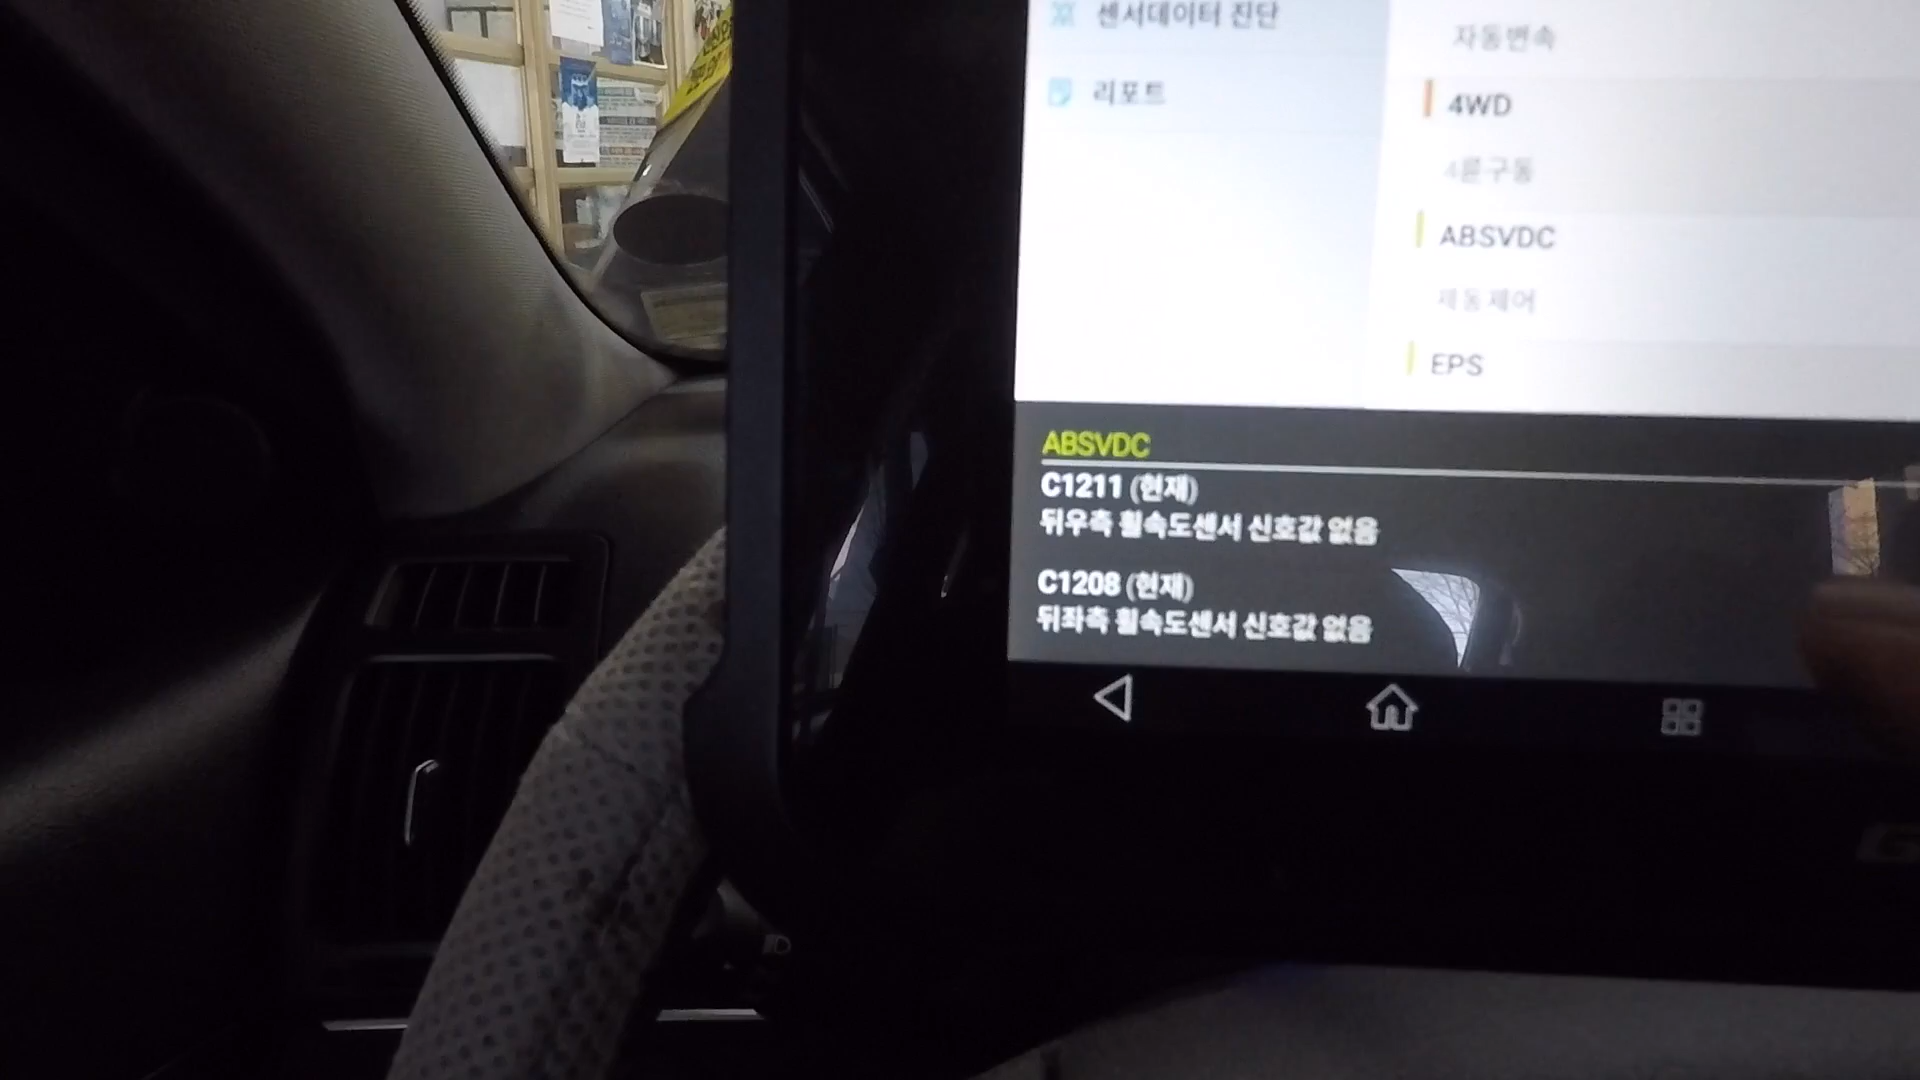 센서데이터 진단
리포트
자동변속
4WD
4륜구동
ABSVDC
제동제어
EPS
ABSVDC
C1211 (현재)
뒤우측 휠속도센서 신호값 없음
C1208 (현재)
뒤좌측 휠속도센서 신호값 없음